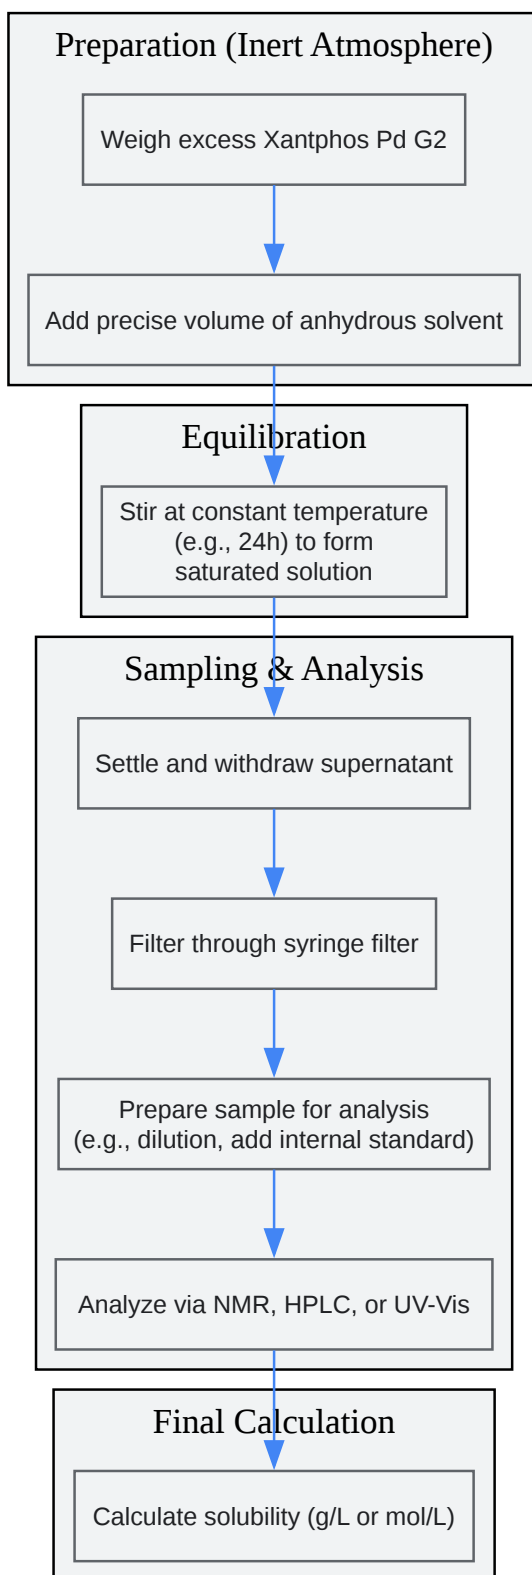 Preparation (Inert Atmosphere)
Weigh excess Xantphos Pd G2
Add precise volume of anhydrous solvent
Equilibration
Stir at constant temperature
(e.g., 24h) to form
saturated solution
Sampling & Analysis
Settle and withdraw supernatant
Filter through syringe filter
Prepare sample for analysis
(e.g., dilution, add internal standard)
Analyze via NMR, HPLC, or UV-Vis
Final Calculation
Calculate solubility (g/L or mol/L)